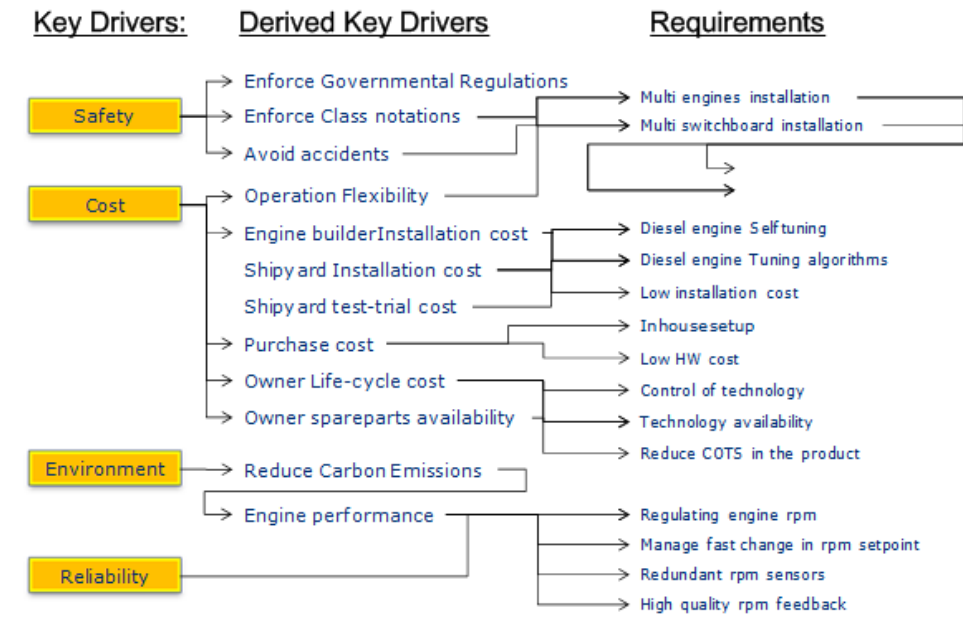 Key Drivers: Derived Key Drivers Requirements
Enforce Governmental Regulations
Safety
Enforce Class notations
Avoid accidents
Multi engines installation
Multi switchboard installation
Cost
Operation Flexibility
Engine builderInstallation cost
Shipyard Installation cost
Shipyard test-trial cost
Purchase cost
Owner Life-cycle cost
Owner spareparts availability
Diesel engine Selftuning
Diesel engine Tuning algorithms
Low installation cost
Inhousesetup
Low HW cost
Control of technology
Technology availability
Reduce COTS in the product
Environment
Reduce Carbon Emissions
Engine performance
Reliability
Regulating engine rpm
Manage fast change in rpm setpoint
Redundant rpm sensors
High quality rpm feedback